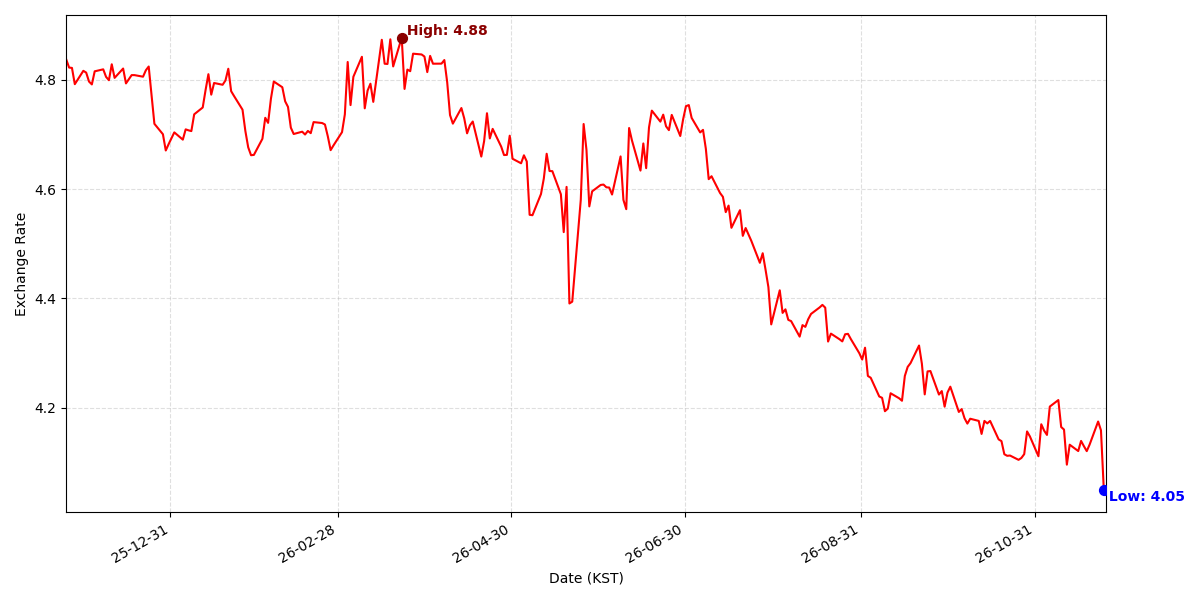 High: 4.88
4.8
4.6
4.4
4.2
Exchange Rate
Low: 4.05
25-12-31
26-02-28
26-04-30
26-06-30
26-08-31
26-10-31
Date (KST)